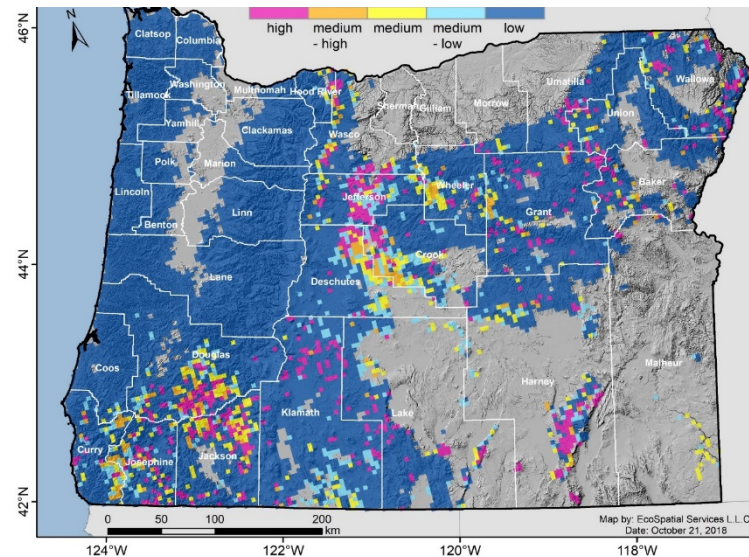 46°N
44°N
42°N
high
medium
- high
medium
medium
- low
low
Clatsop
Columbia
Tillamook
Washington
Multnomah
Hood River
Yamhill
Clackamas
Polk
Marion
Lincoln
Benton
Linn
Lane
Wasco
Sherman
Gilliam
Morrow
Umatilla
Union
Wallowa
Jefferson
Wheeler
Grant
Baker
Crook
Deschutes
Coos
Douglas
Klamath
Lake
Harney
Malheur
Curry
Josephine
Jackson
0 50 100 200
km
Map by: EcoSpatial Services L.L.C
Date: October 21, 2018
124°W
122°W
120°W
118°W